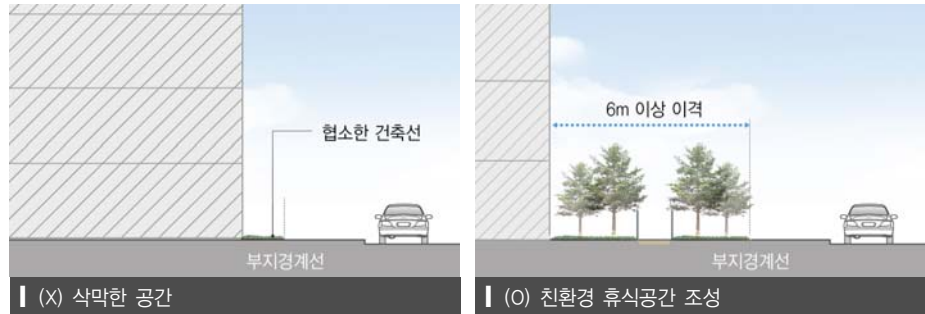 협소한 건축선
부지경계선
(X) 삭막한 공간
6m 이상 이격
부지경계선
(O) 친환경 휴식공간 조성